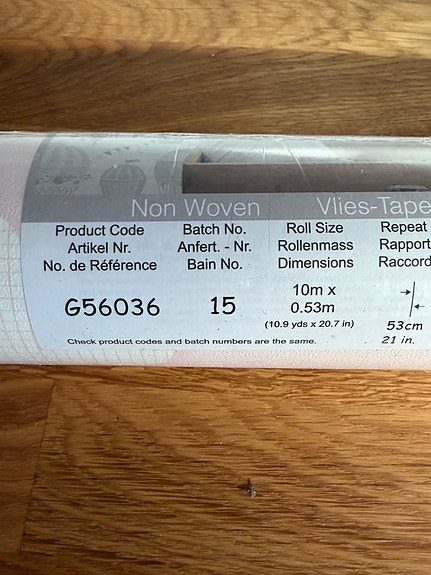 Non Woven Vlies-Tape
Product Code Batch No. Roll Size Repeat
Artikel Nr. Anfert. - Nr. Rollenmass Rapport
No. de Référence Bain No. Dimensions Raccord
G56036 15 10m x
0.53m
(10.9 yds x 20.7 in) 53cm
21 in.
Check product codes and batch numbers are the same.